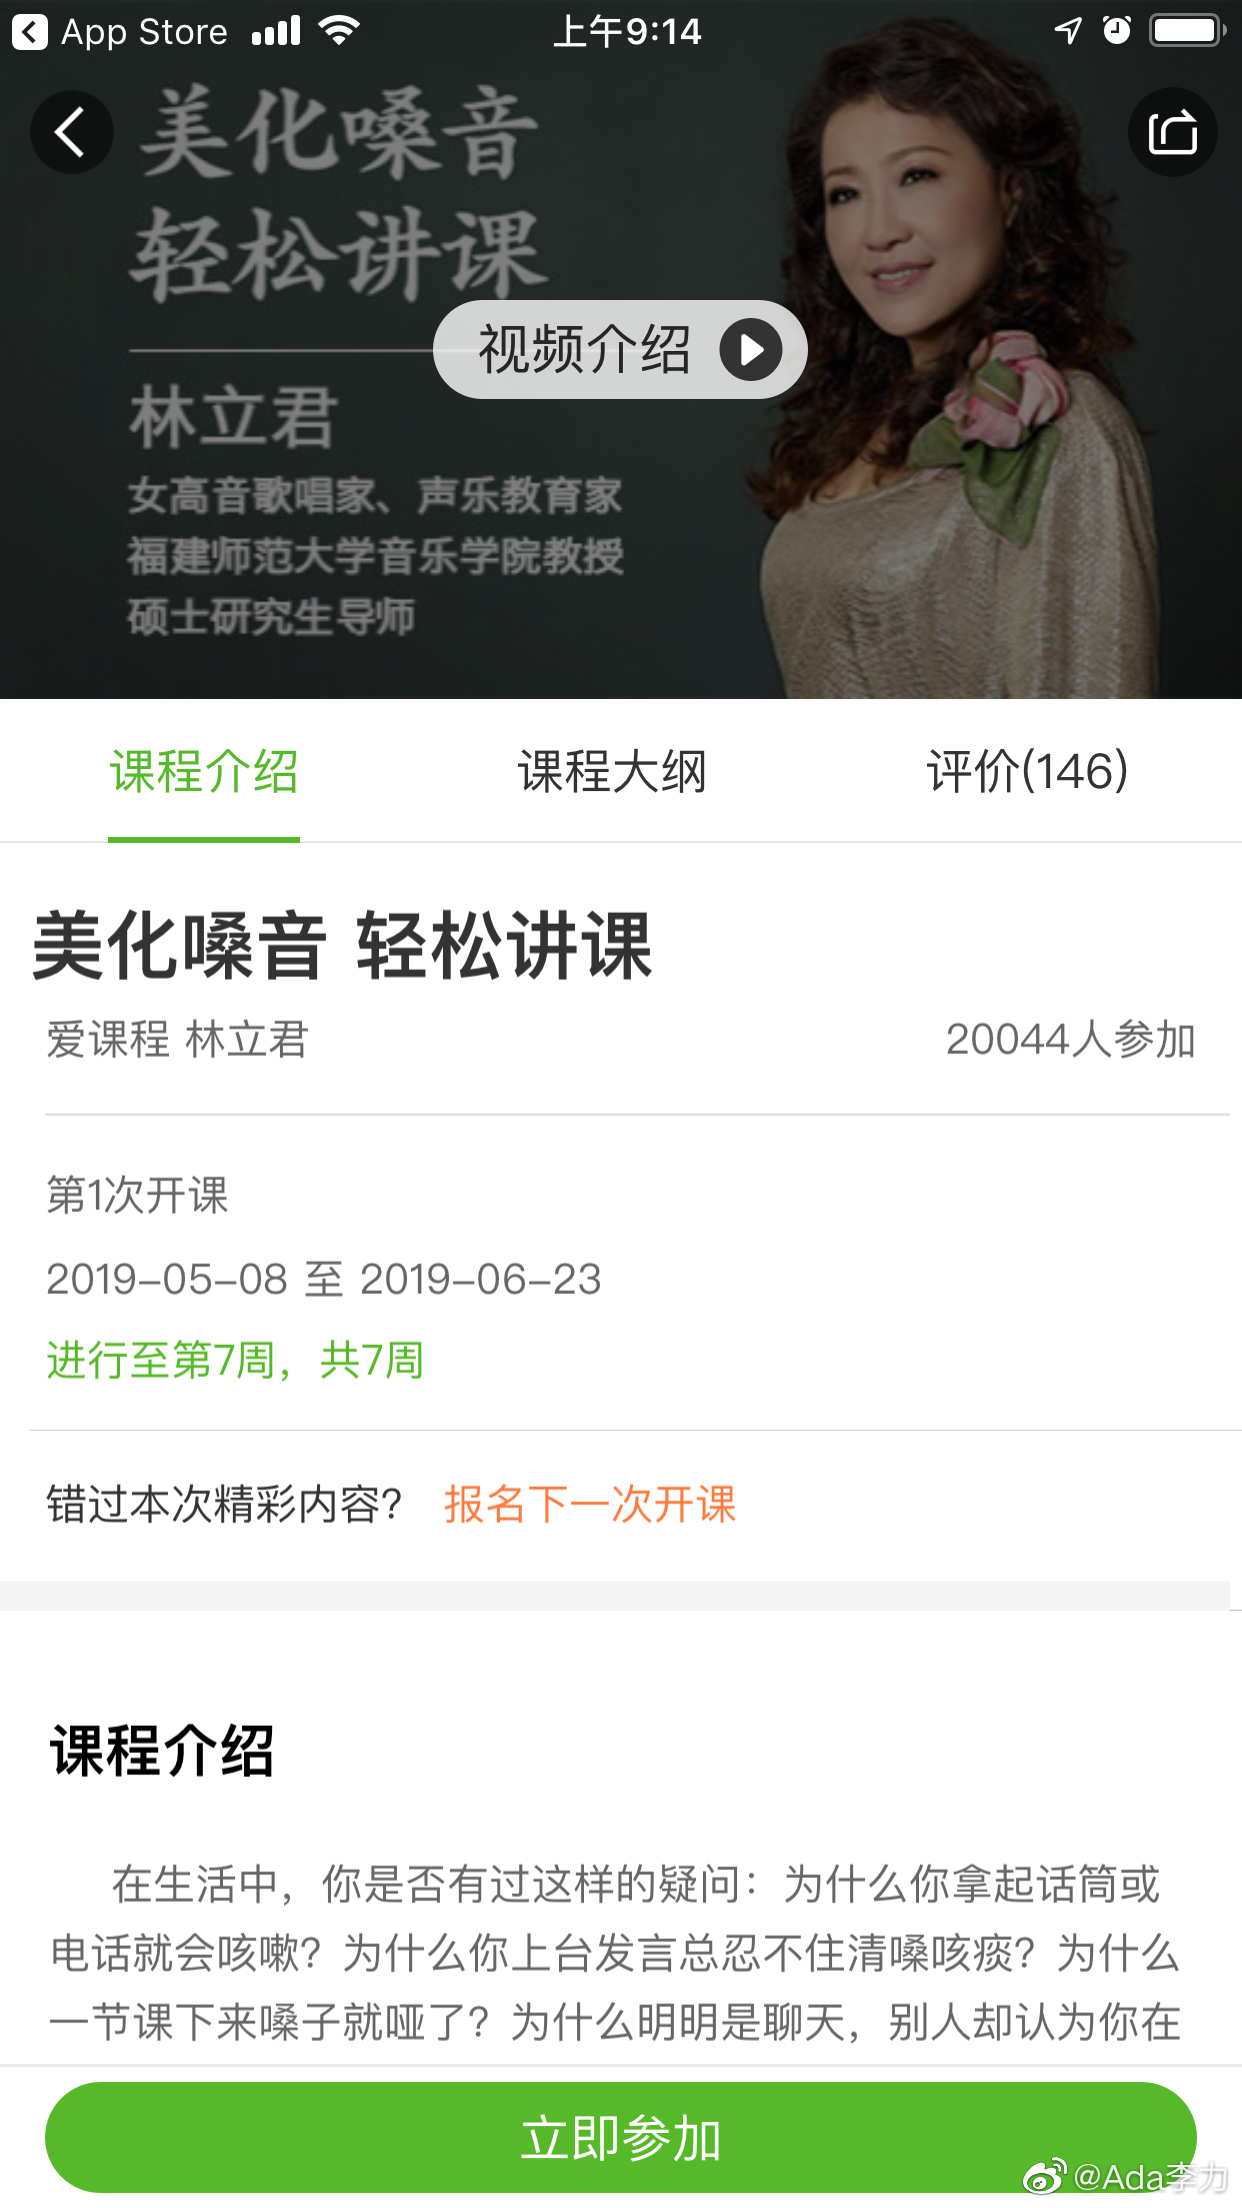 App Store
上午9:14
美化嗓音
轻松讲课
视频介绍
林立君
女高音歌唱家、声乐教育家
福建师范大学音乐学院教授
硕士研究生导师
课程介绍
课程大纲
评价(146)
美化嗓音 轻松讲课
爱课程 林立君
20044人参加
第1次开课
2019-05-08 至 2019-06-23
进行至第7周，共7周
错过本次精彩内容?
报名下一次开课
课程介绍
在生活中，你是否有过这样的疑问：为什么你拿起话筒或
电话就会咳嗽？为什么你上台发言总忍不住清嗓咳痰？为什么
一节课下来嗓子就哑了？为什么明明是聊天，别人却认为你在
立即参加
@Ada李力